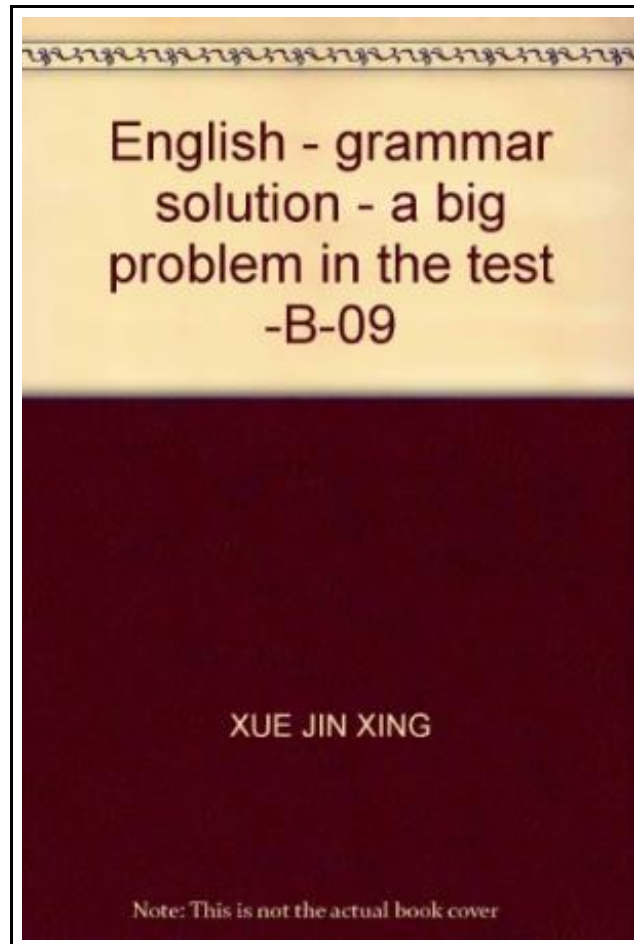 English - grammar
solution - a big
problem in the test
-B-09
XUE JIN XING
Note: This is not the actual book cover